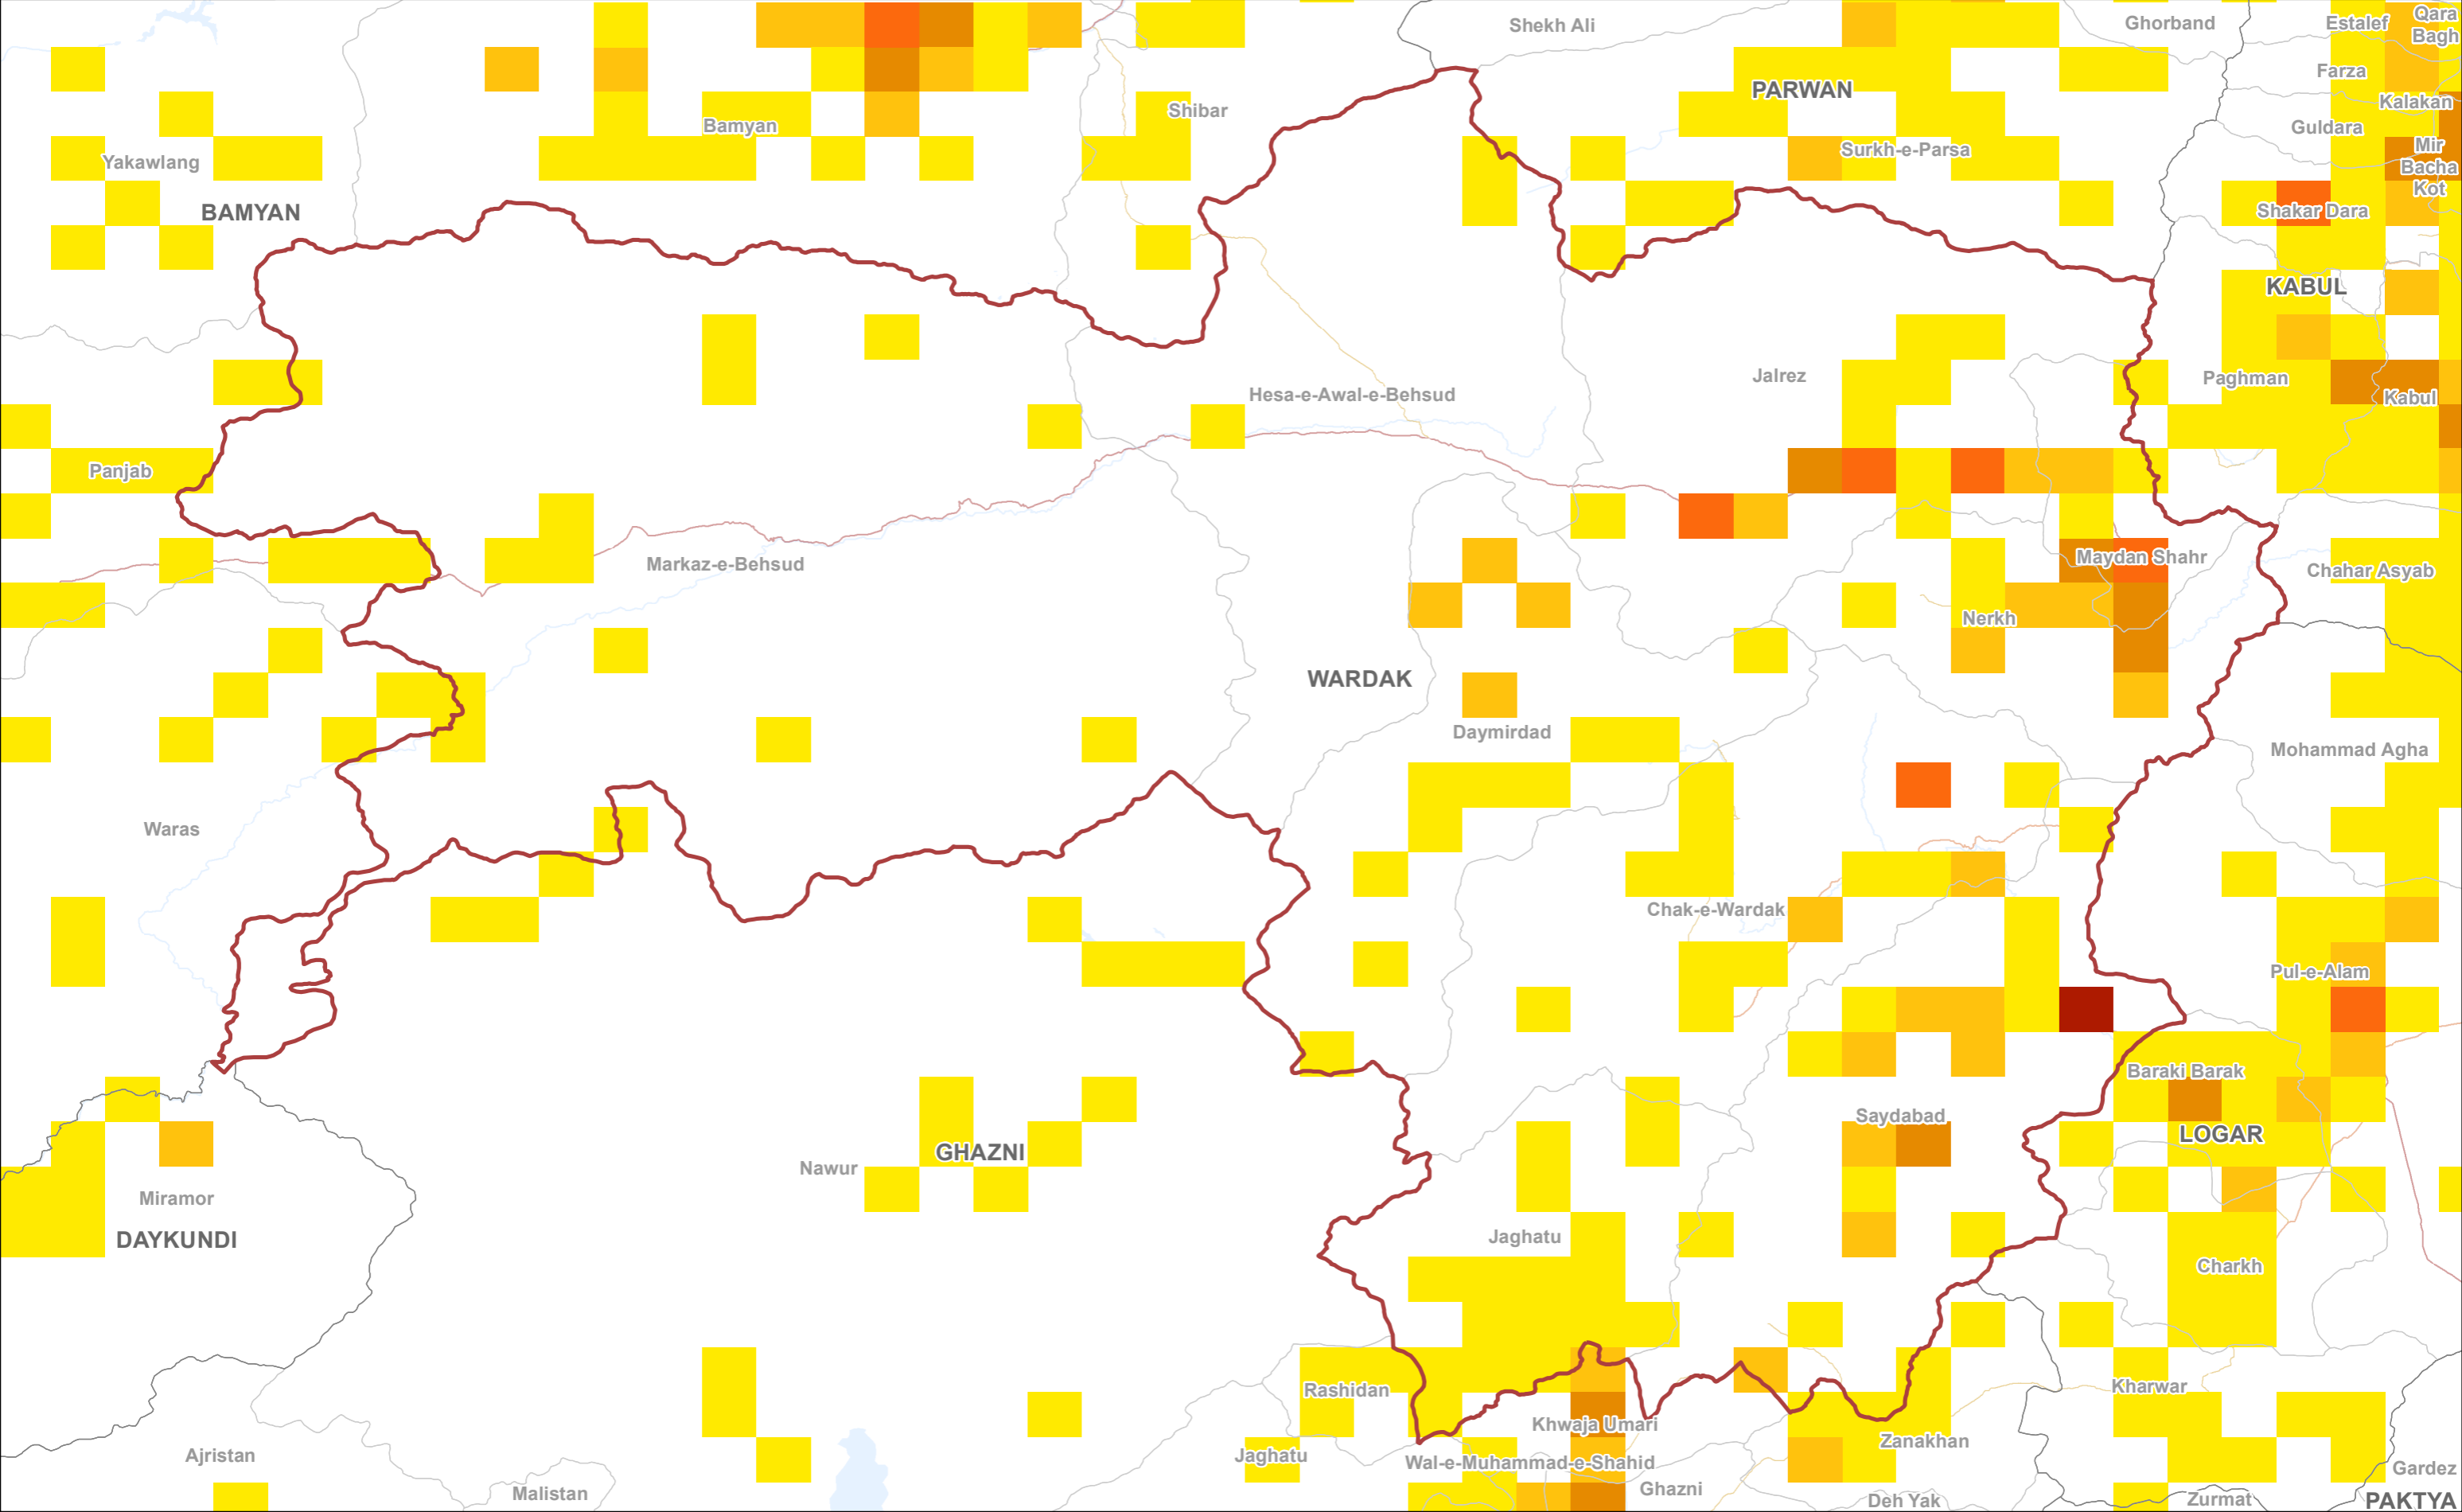 Shekh Ali
Ghorband
Estalef
Qara
Bagh
Farza
PARWAN
Kalakan
Shibar
Bamyan
Guldara
Surkh-e-Parsa
Mir
Bacha
Kot
Yakawlang
BAMYAN
Shakar Dara
KABUL
Jalrez
Paghman
Hesa-e-Awal-e-Behsud
Kabul
Panjab
Markaz-e-Behsud
Maydan Shahr
Chahar Asyab
Nerkh
WARDAK
Daymirdad
Mohammad Agha
Waras
Chak-e-Wardak
Pul-e-Alam
Baraki Barak
Saydabad
LOGAR
GHAZNI
Nawur
Miramor
DAYKUNDI
Jaghatu
Charkh
Rashidan
Kharwar
Khwaja Umari
Zanakhan
Ajristan
Jaghatu
Wal-e-Muhammad-e-Shahid
Gardez
Malistan
Ghazni
Deh Yak
Zurmat
PAKTYA